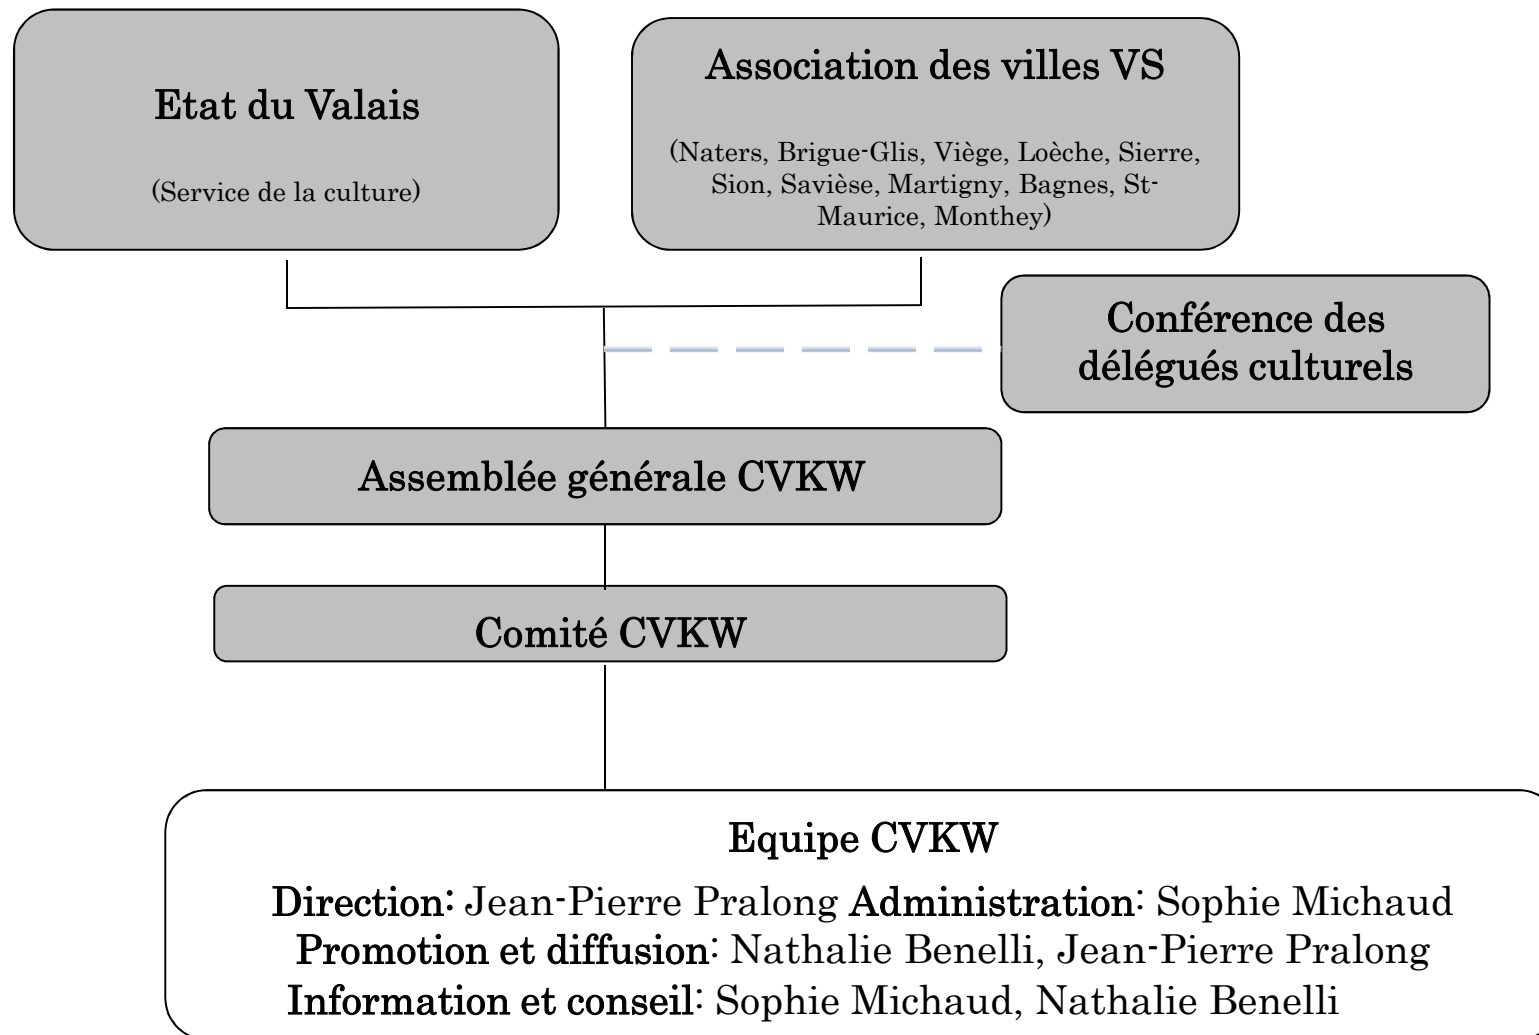 Etat du Valais
(Service de la culture)
Association des villes VS
(Naters, Brigue-Glis, Viège, Loèche, Sierre,
Sion, Savièse, Martigny, Bagnes, St-
Maurice, Monthey)
Conférence des
délégués culturels
Assemblée générale CVKW
Comité CVKW
Equipe CVKW
Direction: Jean-Pierre Pralong Administration: Sophie Michaud
Promotion et diffusion: Nathalie Benelli, Jean-Pierre Pralong
Information et conseil: Sophie Michaud, Nathalie Benelli